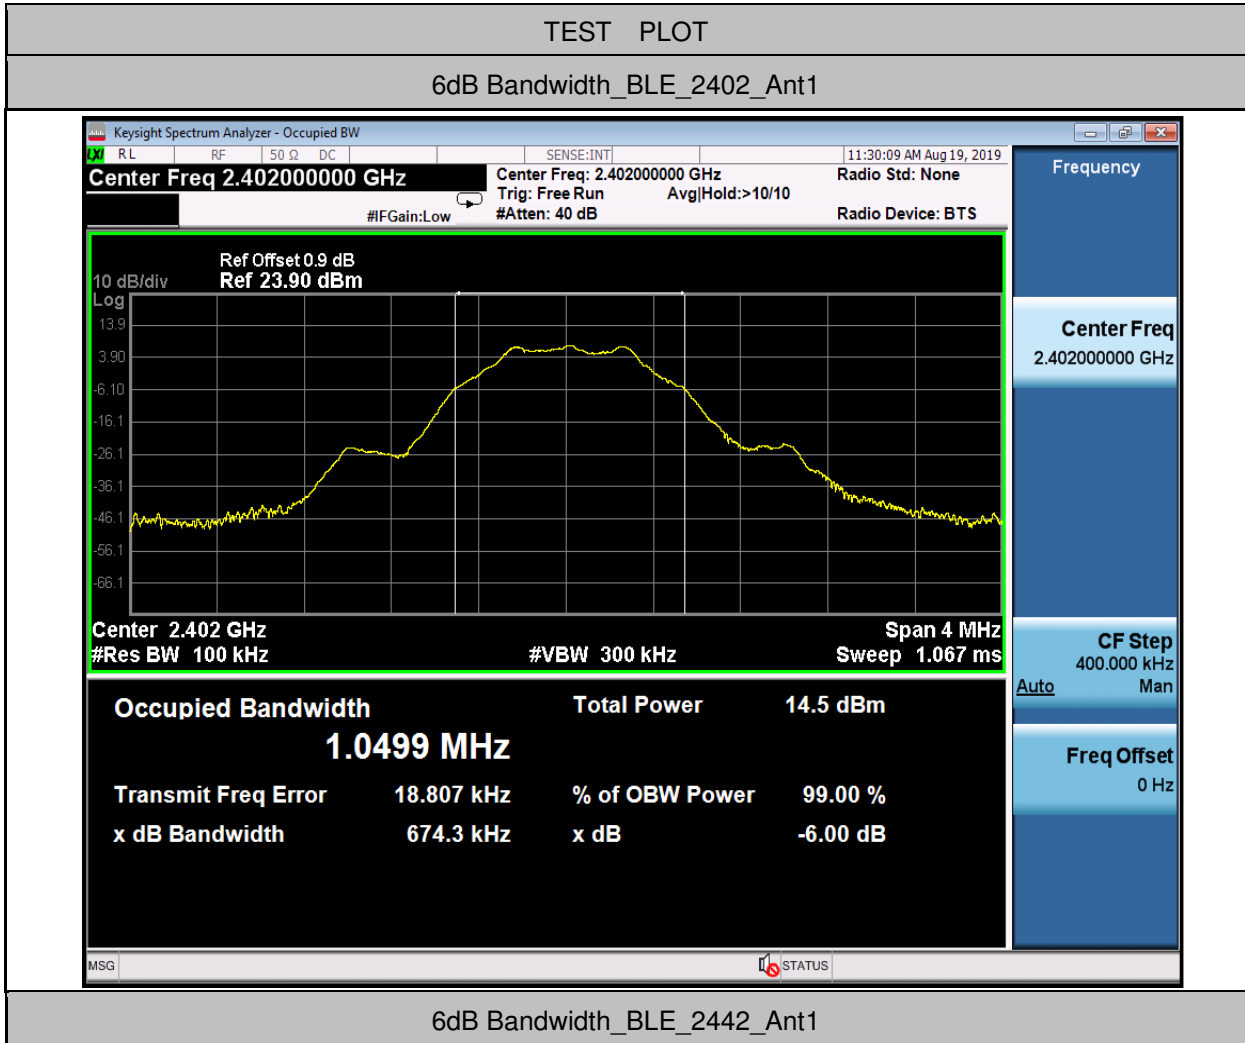 TEST PLOT
6dB Bandwidth_BLE_2402_Ant1
Keysight Spectrum Analyzer - Occupied BW
LXI RL RF 50 Ω DC SENSE:INT 11:30:09 AM Aug 19, 2019
Center Freq 2.402000000 GHz
Center Freq: 2.402000000 GHz
Radio Std: None
Trig: Free Run Avg|Hold:>10/10
#IFGain:Low
#Atten: 40 dB
Radio Device: BTS
Ref Offset 0.9 dB
10 dB/div Ref 23.90 dBm
Log
13.9
3.90
-6.10
-16.1
-26.1
-36.1
-46.1
-56.1
-66.1
Center 2.402 GHz Span 4 MHz
#Res BW 100 kHz #VBW 300 kHz Sweep 1.067 ms
Occupied Bandwidth Total Power 14.5 dBm
1.0499 MHz
Transmit Freq Error 18.807 kHz % of OBW Power 99.00 %
x dB Bandwidth 674.3 kHz x dB -6.00 dB
MSG STATUS
Frequency
Center Freq
2.402000000 GHz
CF Step
400.000 kHz
Auto Man
Freq Offset
0 Hz
6dB Bandwidth_BLE_2442_Ant1